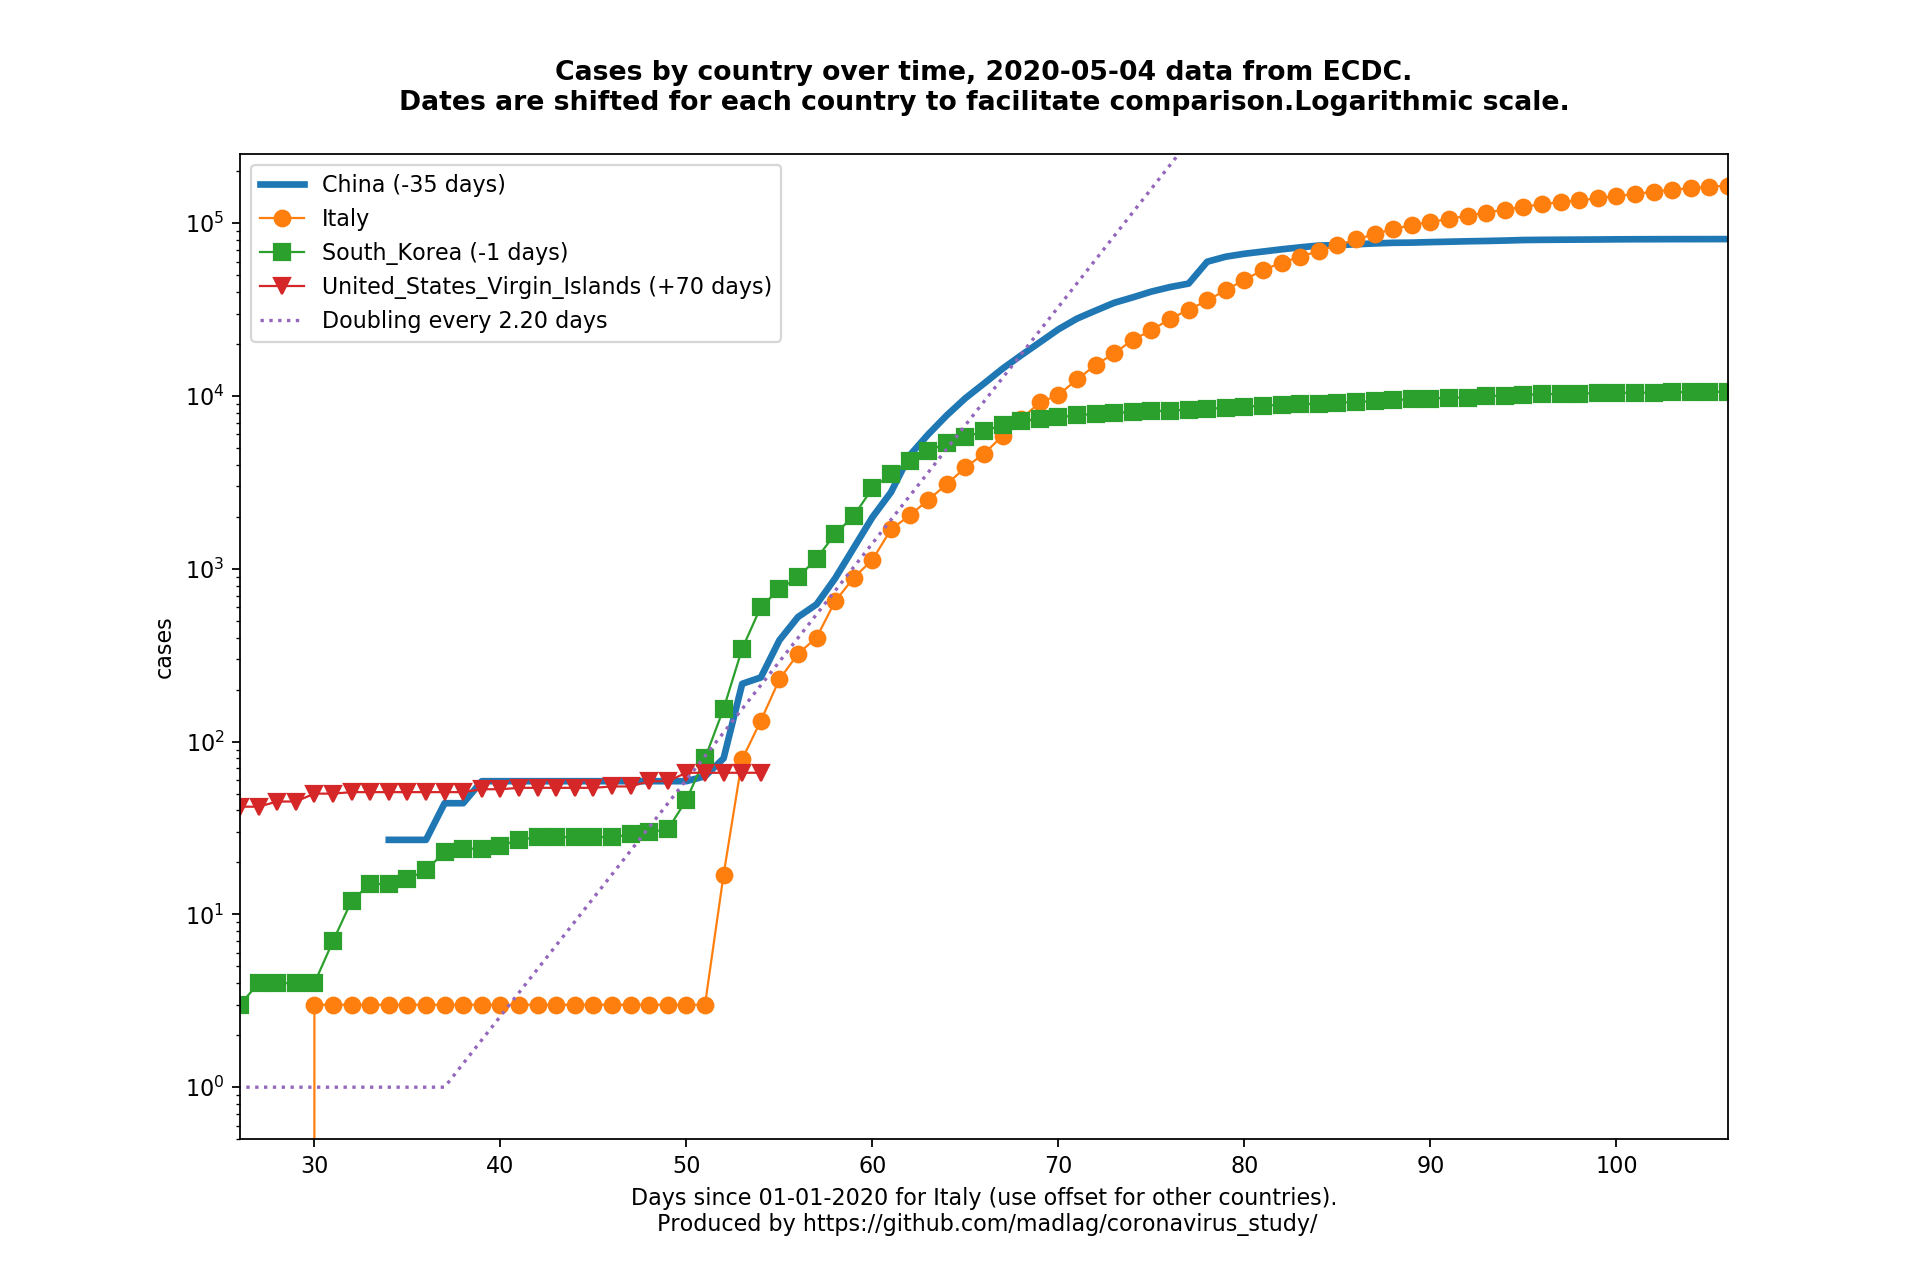 Cases by country over time, 2020-05-04 data from ECDC.
Dates are shifted for each country to facilitate comparison.Logarithmic scale.
China (-35 days)
Italy
South_Korea (-1 days)
United_States_Virgin_Islands (+70 days)
Doubling every 2.20 days
10^5
10^4
10^3
10^2
10^1
10^0
cases
30 40 50 60 70 80 90 100
Days since 01-01-2020 for Italy (use offset for other countries).
Produced by https://github.com/madlag/coronavirus_study/